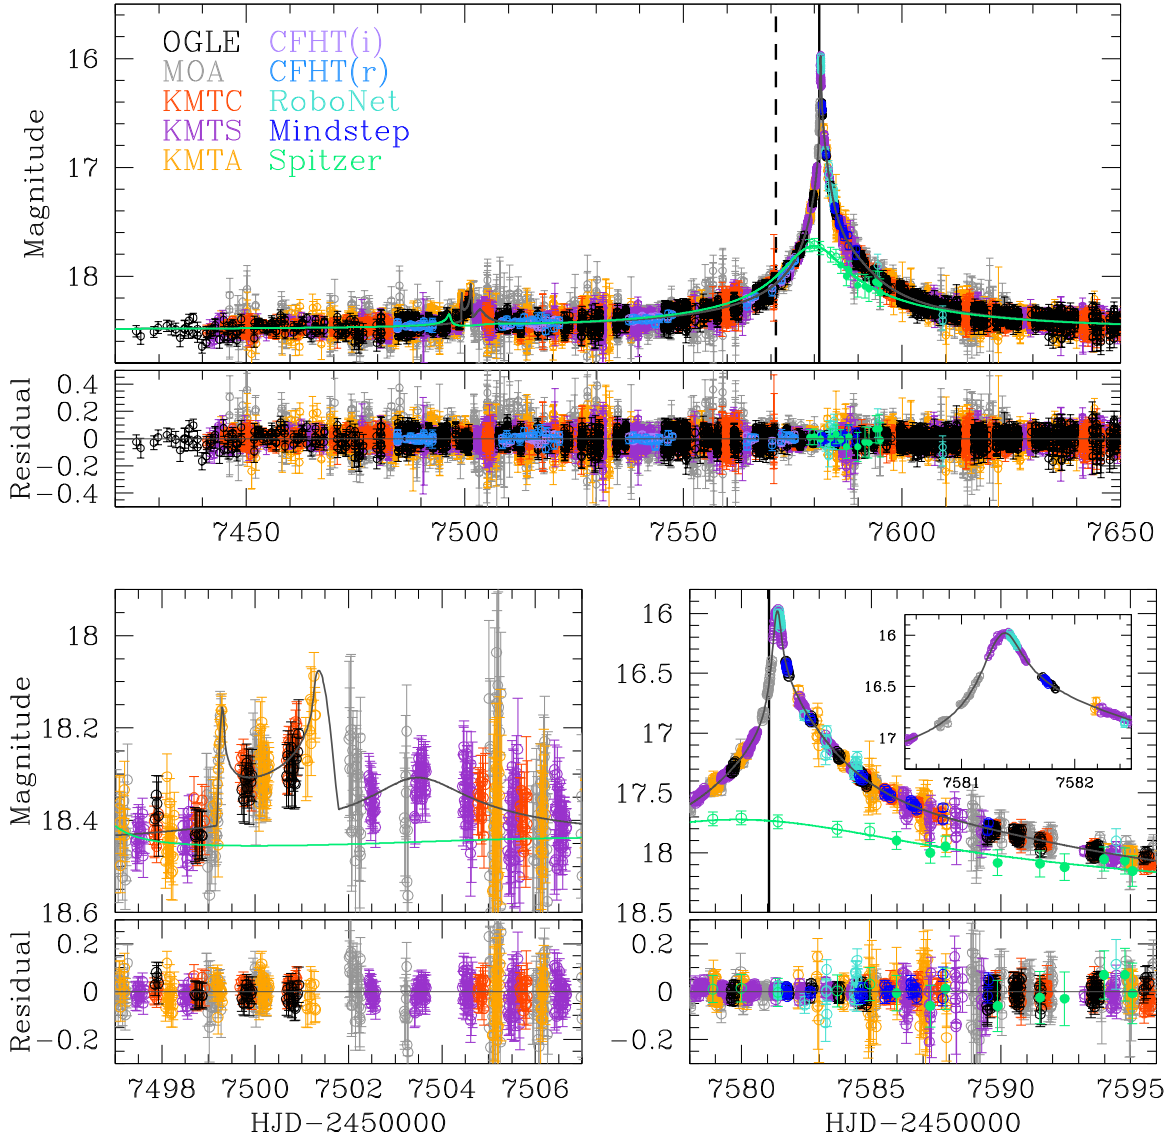 OGLE CFHT(i)
MOA CFHT(r)
KMTC RoboNet
KMTS Mindstep
KMTA Spitzer
Magnitude
16
17
18
Residual
0.4
0.2
0
−0.2
−0.4
7450 7500 7550 7600 7650
Magnitude
18
18.2
18.4
18.6
Residual
0.2
0
−0.2
7498 7500 7502 7504 7506
HJD−2450000
16
16.5
17
17.5
18
18.5
16
16.5
17
7581 7582
0.2
0
−0.2
7580 7585 7590 7595
HJD−2450000